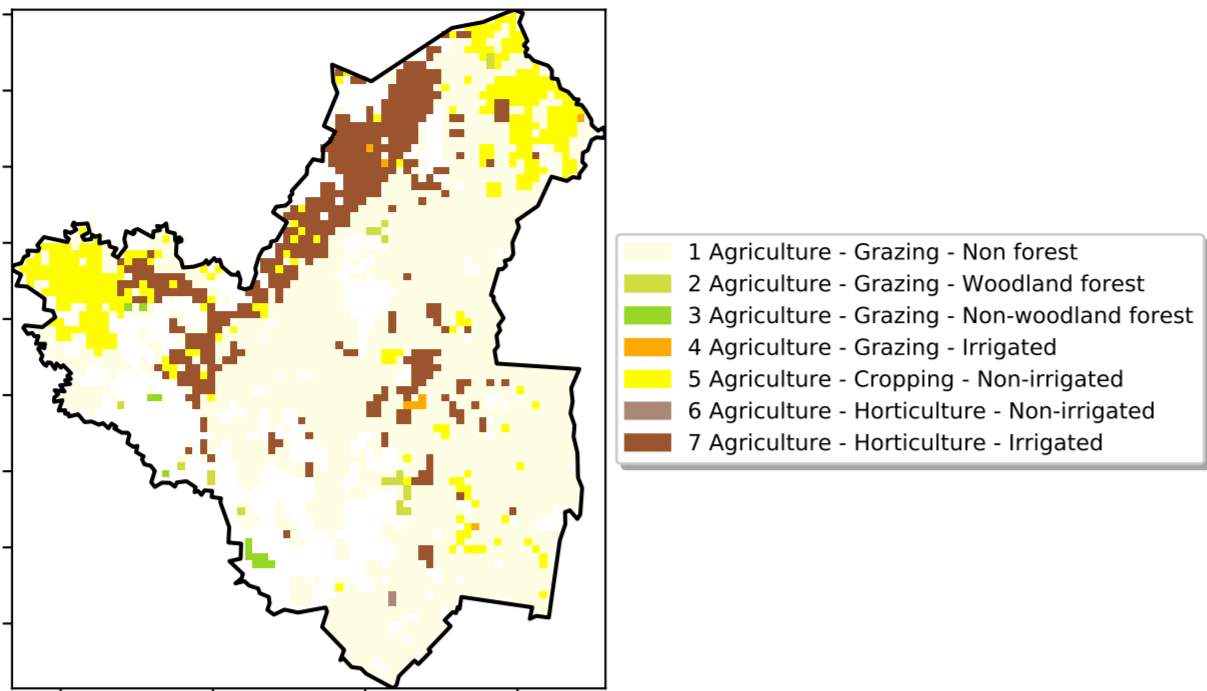 1 Agriculture - Grazing - Non forest
2 Agriculture - Grazing - Woodland forest
3 Agriculture - Grazing - Non-woodland forest
4 Agriculture - Grazing - Irrigated
5 Agriculture - Cropping - Non-irrigated
6 Agriculture - Horticulture - Non-irrigated
7 Agriculture - Horticulture - Irrigated